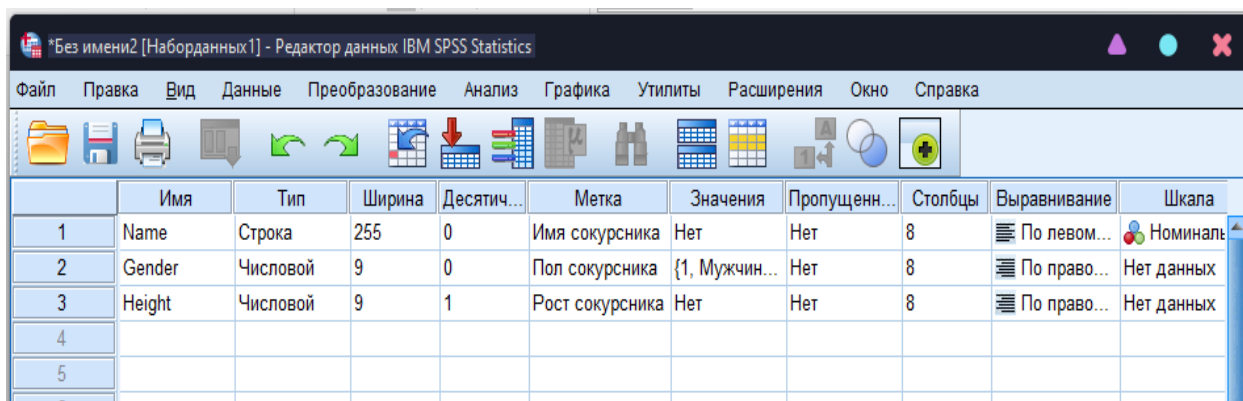 *Без имени2 [Наборданных1] - Редактор данных IBM SPSS Statistics
Файл Правка Вид Данные Преобразование Анализ Графика Утилиты Расширения Окно Справка
Имя Тип Ширина Десятич... Метка Значения Пропущенн... Столбцы Выравнивание Шкала
1 Name Строка 255 0 Имя сокурсника Нет Нет 8 По левом... Номиналь
2 Gender Числовой 9 0 Пол сокурсника {1, Мужчин... Нет 8 По право... Нет данных
3 Height Числовой 9 1 Рост сокурсника Нет Нет 8 По право... Нет данных
4
5